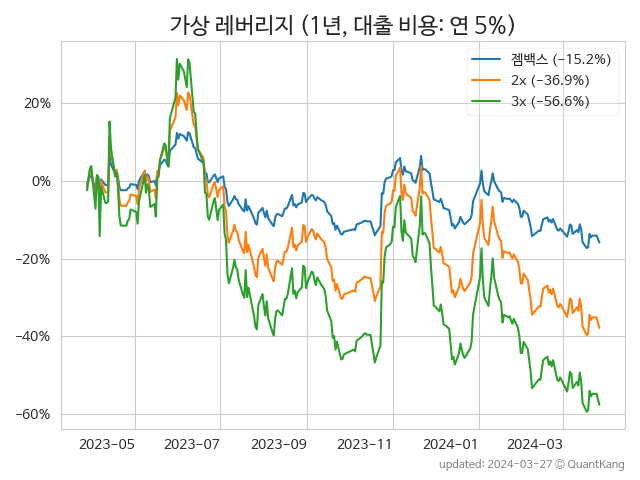 가상 레버리지 (1년, 대출 비용: 연 5%)
젬백스 (−15.2%)
2x (−36.9%)
3x (−56.6%)
20%
0%
−20%
−40%
−60%
2023-05
2023-07
2023-09
2023-11
2024-01
2024-03
updated: 2024-03-27 © QuantKang